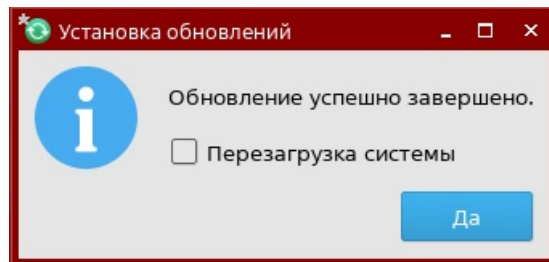 Установка обновлений
Обновление успешно завершено.
Перезагрузка системы
Да